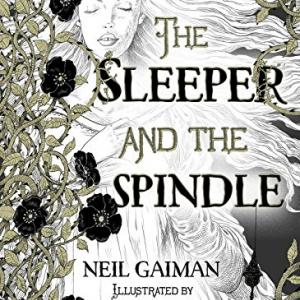 THE
SLEEPER
AND THE
SPINDLE
NEIL GAIMAN
ILLUSTRATED BY